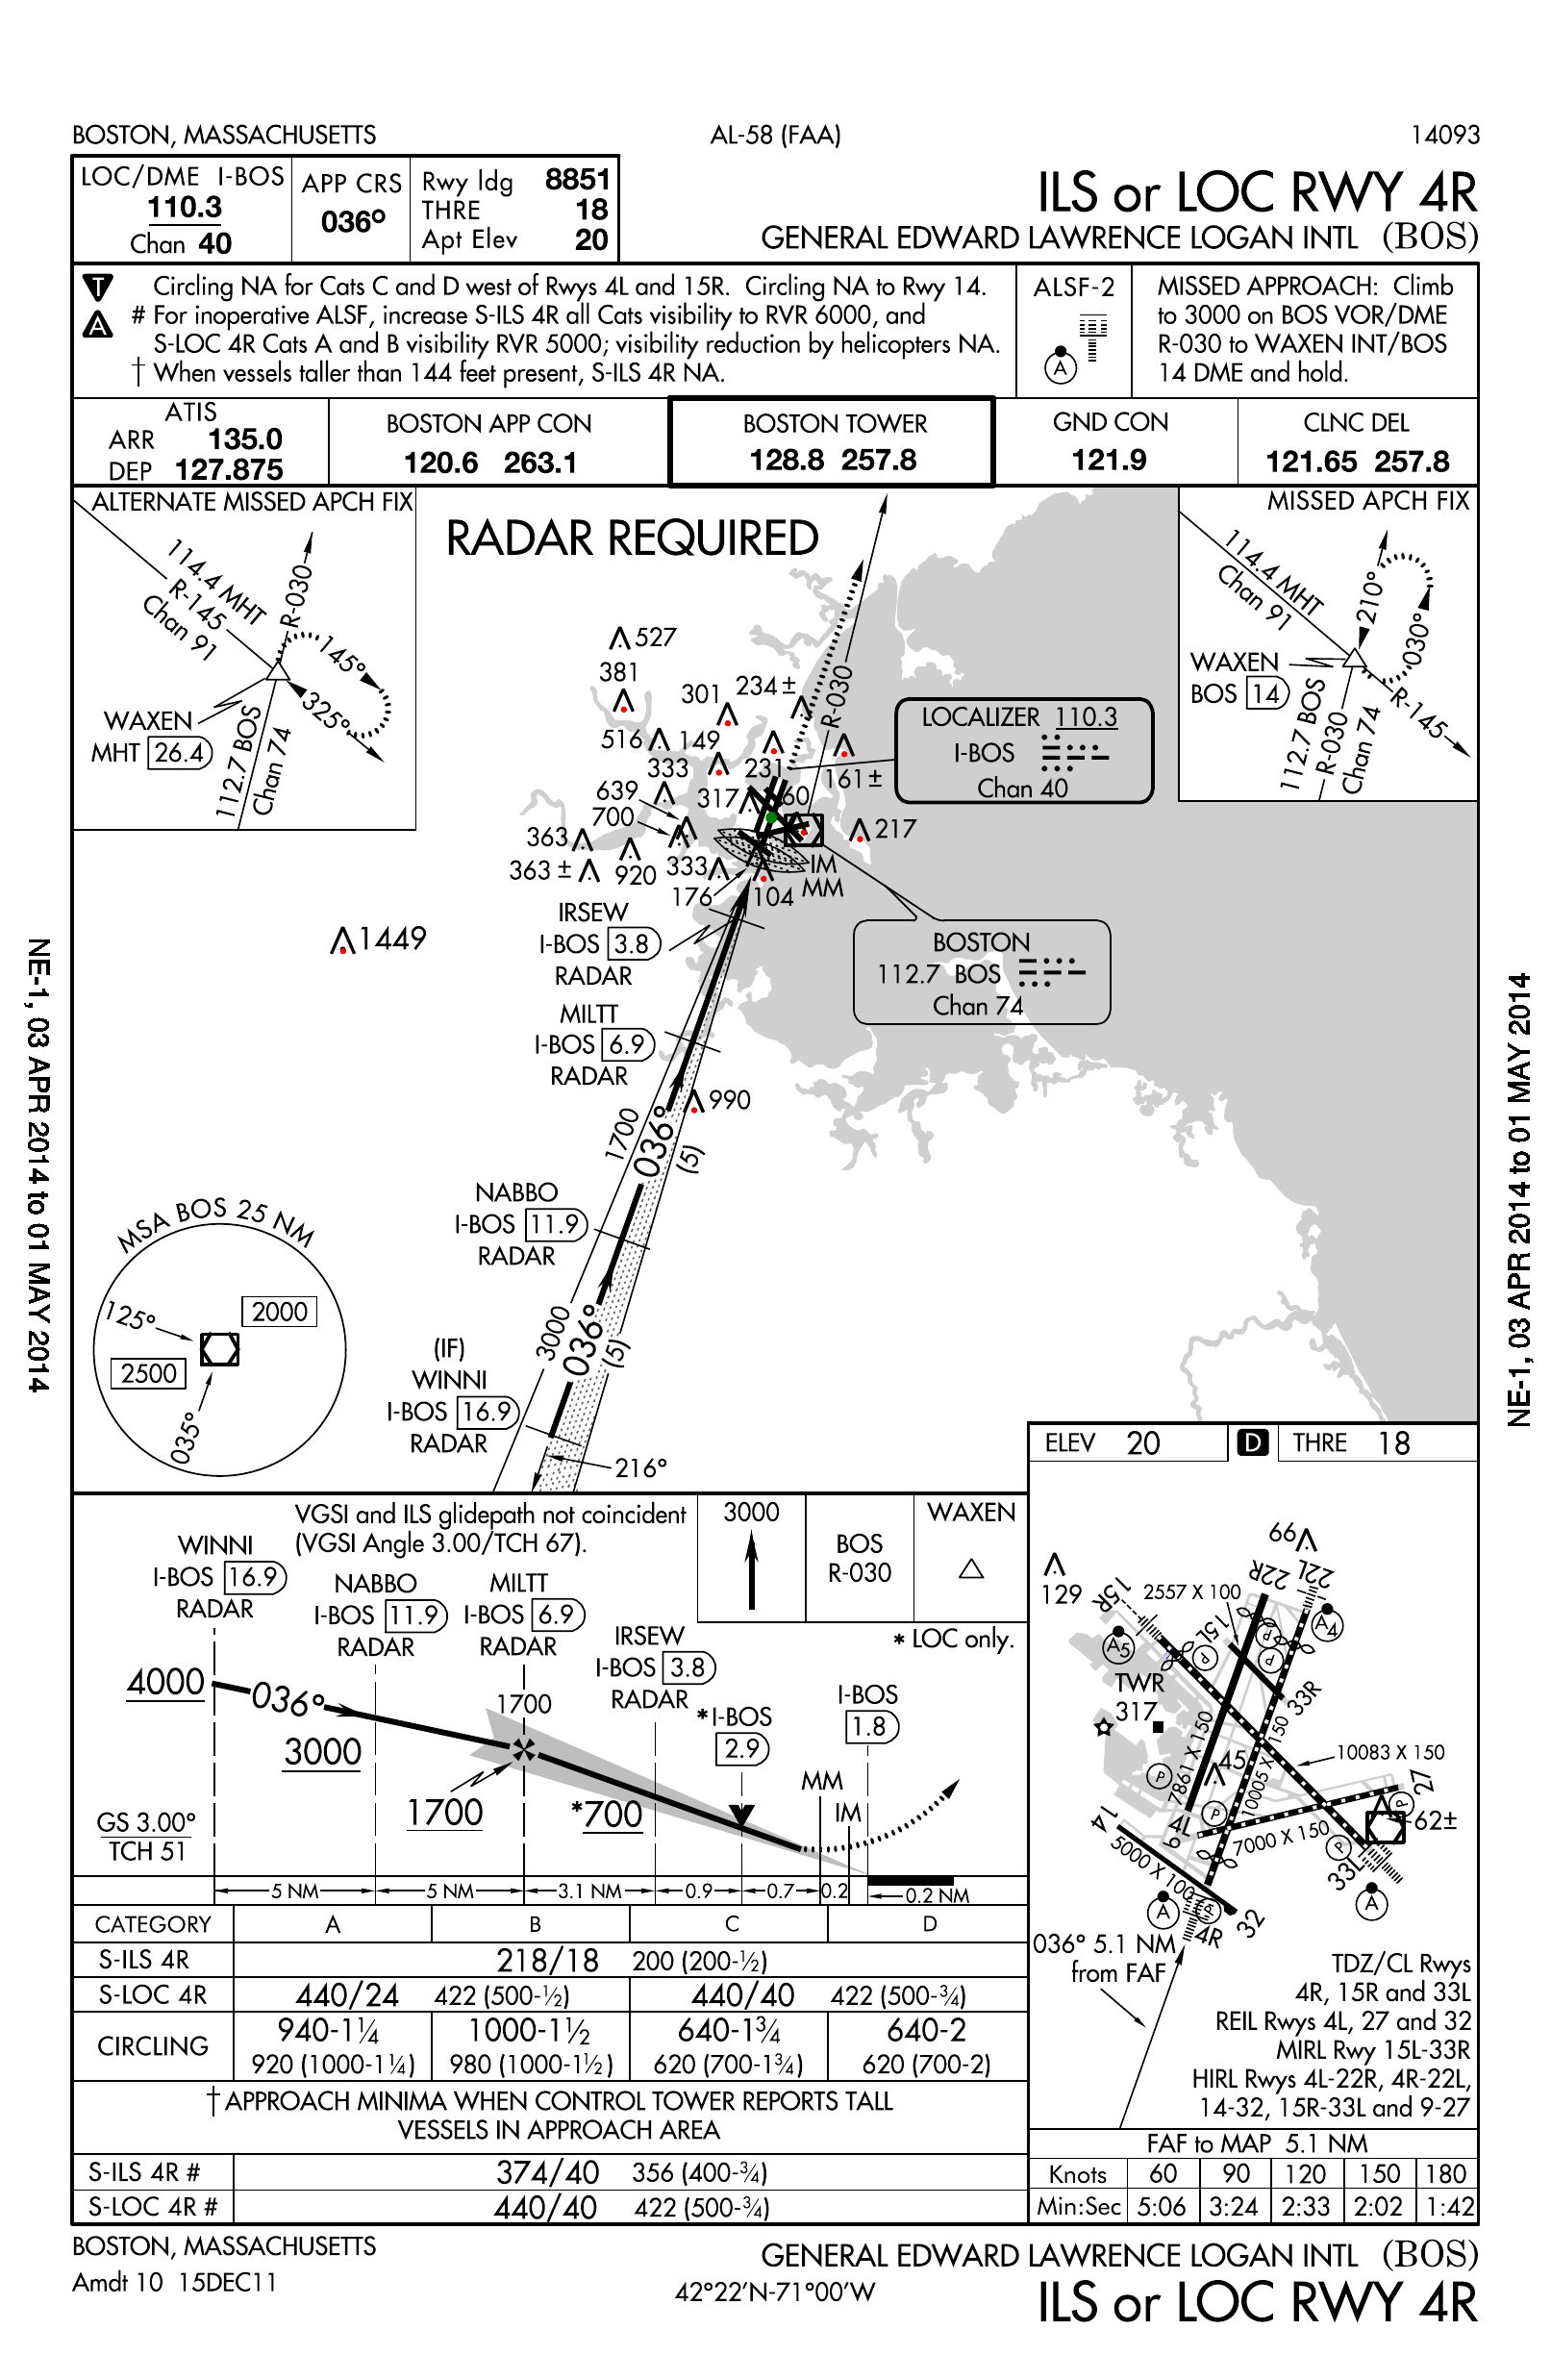 BOSTON, MASSACHUSETTS
AL-58 (FAA)
14093
LOC/DME I-BOS
110.3
Chan 40
APP CRS
036°
Rwy ldg 8851
THRE 18
Apt Elev 20
ILS or LOC RWY 4R
GENERAL EDWARD LAWRENCE LOGAN INTL (BOS)
T
A
Circling NA for Cats C and D west of Rwys 4L and 15R. Circling NA to Rwy 14.
# For inoperative ALSF, increase S-ILS 4R all Cats visibility to RVR 6000, and
S-LOC 4R Cats A and B visibility RVR 5000; visibility reduction by helicopters NA.
† When vessels taller than 144 feet present, S-ILS 4R NA.
ALSF-2
A
MISSED APPROACH: Climb
to 3000 on BOS VOR/DME
R-030 to WAXEN INT/BOS
14 DME and hold.
ATIS
ARR 135.0
DEP 127.875
BOSTON APP CON
120.6 263.1
BOSTON TOWER
128.8 257.8
GND CON
121.9
CLNC DEL
121.65 257.8
ALTERNATE MISSED APCH FIX
114.4 MHT
R-145
Chan 91
R-030
145°
325°
WAXEN
MHT 26.4
112.7 BOS
Chan 74
RADAR REQUIRED
MISSED APCH FIX
114.4 MHT
Chan 91
210°
030°
WAXEN
BOS 14
R-145
112.7 BOS
R-030
Chan 74
527
381
301
234 ±
R-030
516
149
333
231
161 ±
639
317
60
700
363
217
363 ±
920
333
176
104
IM
MM
1449
990
LOCALIZER 110.3
I-BOS
Chan 40
BOSTON
112.7 BOS
Chan 74
IRSEW
I-BOS 3.8
RADAR
MILTT
I-BOS 6.9
RADAR
1700
036°
(5)
NABBO
I-BOS 11.9
RADAR
3000
036°
(5)
(IF)
WINNI
I-BOS 16.9
RADAR
216°
MSA BOS 25 NM
125°
2000
2500
035°
NE-1, 03 APR 2014 to 01 MAY 2014
NE-1, 03 APR 2014 to 01 MAY 2014
ELEV 20
D
THRE 18
66
129
15R
2557 X 100
22R
22L
A5
15L
P
P
P
A4
TWR
317
33R
7861 X 150
10005 X 150
10083 X 150
45
P
P
27
P
62±
14
9
4L
7000 X 150
P
5000 X 100
33L
A
P
4R
32
A
036° 5.1 NM
from FAF
TDZ/CL Rwys
4R, 15R and 33L
REIL Rwys 4L, 27 and 32
MIRL Rwy 15L-33R
HIRL Rwys 4L-22R, 4R-22L,
14-32, 15R-33L and 9-27
FAF to MAP 5.1 NM
Knots 60 90 120 150 180
Min:Sec 5:06 3:24 2:33 2:02 1:42
VGSI and ILS glidepath not coincident
(VGSI Angle 3.00/TCH 67).
3000
BOS
R-030
WAXEN
WINNI
I-BOS 16.9
RADAR
NABBO
I-BOS 11.9
RADAR
MILTT
I-BOS 6.9
RADAR
IRSEW
I-BOS 3.8
RADAR
* LOC only.
*I-BOS
2.9
I-BOS
1.8
4000
036°
1700
3000
1700
*700
MM
IM
GS 3.00°
TCH 51
5 NM
5 NM
3.1 NM
0.9
0.7
0.2
0.2 NM
CATEGORY A B C D
S-ILS 4R 218/18 200 (200-½)
S-LOC 4R 440/24 422 (500-½) 440/40 422 (500-¾)
CIRCLING
940-1¼ 1000-1½ 640-1¾ 640-2
920 (1000-1¼) 980 (1000-1½) 620 (700-1¾) 620 (700-2)
† APPROACH MINIMA WHEN CONTROL TOWER REPORTS TALL
VESSELS IN APPROACH AREA
S-ILS 4R # 374/40 356 (400-¾)
S-LOC 4R # 440/40 422 (500-¾)
BOSTON, MASSACHUSETTS
Amdt 10 15DEC11
42°22'N-71°00'W
GENERAL EDWARD LAWRENCE LOGAN INTL (BOS)
ILS or LOC RWY 4R